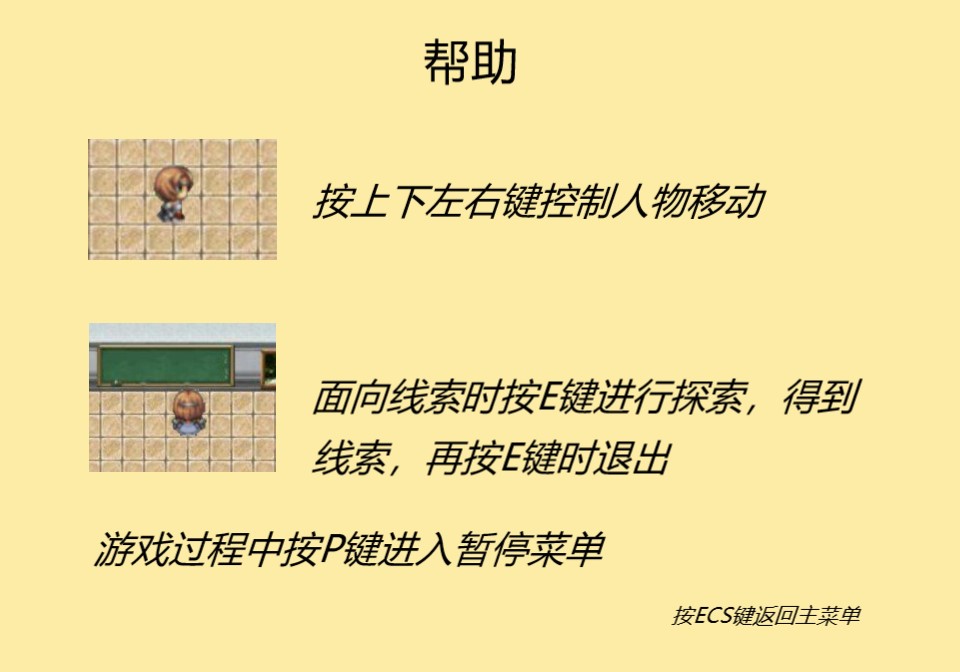 帮助
按上下左右键控制人物移动
面向线索时按E键进行探索，得到
线索，再按E键时退出
游戏过程中按P键进入暂停菜单
按ECS键返回主菜单